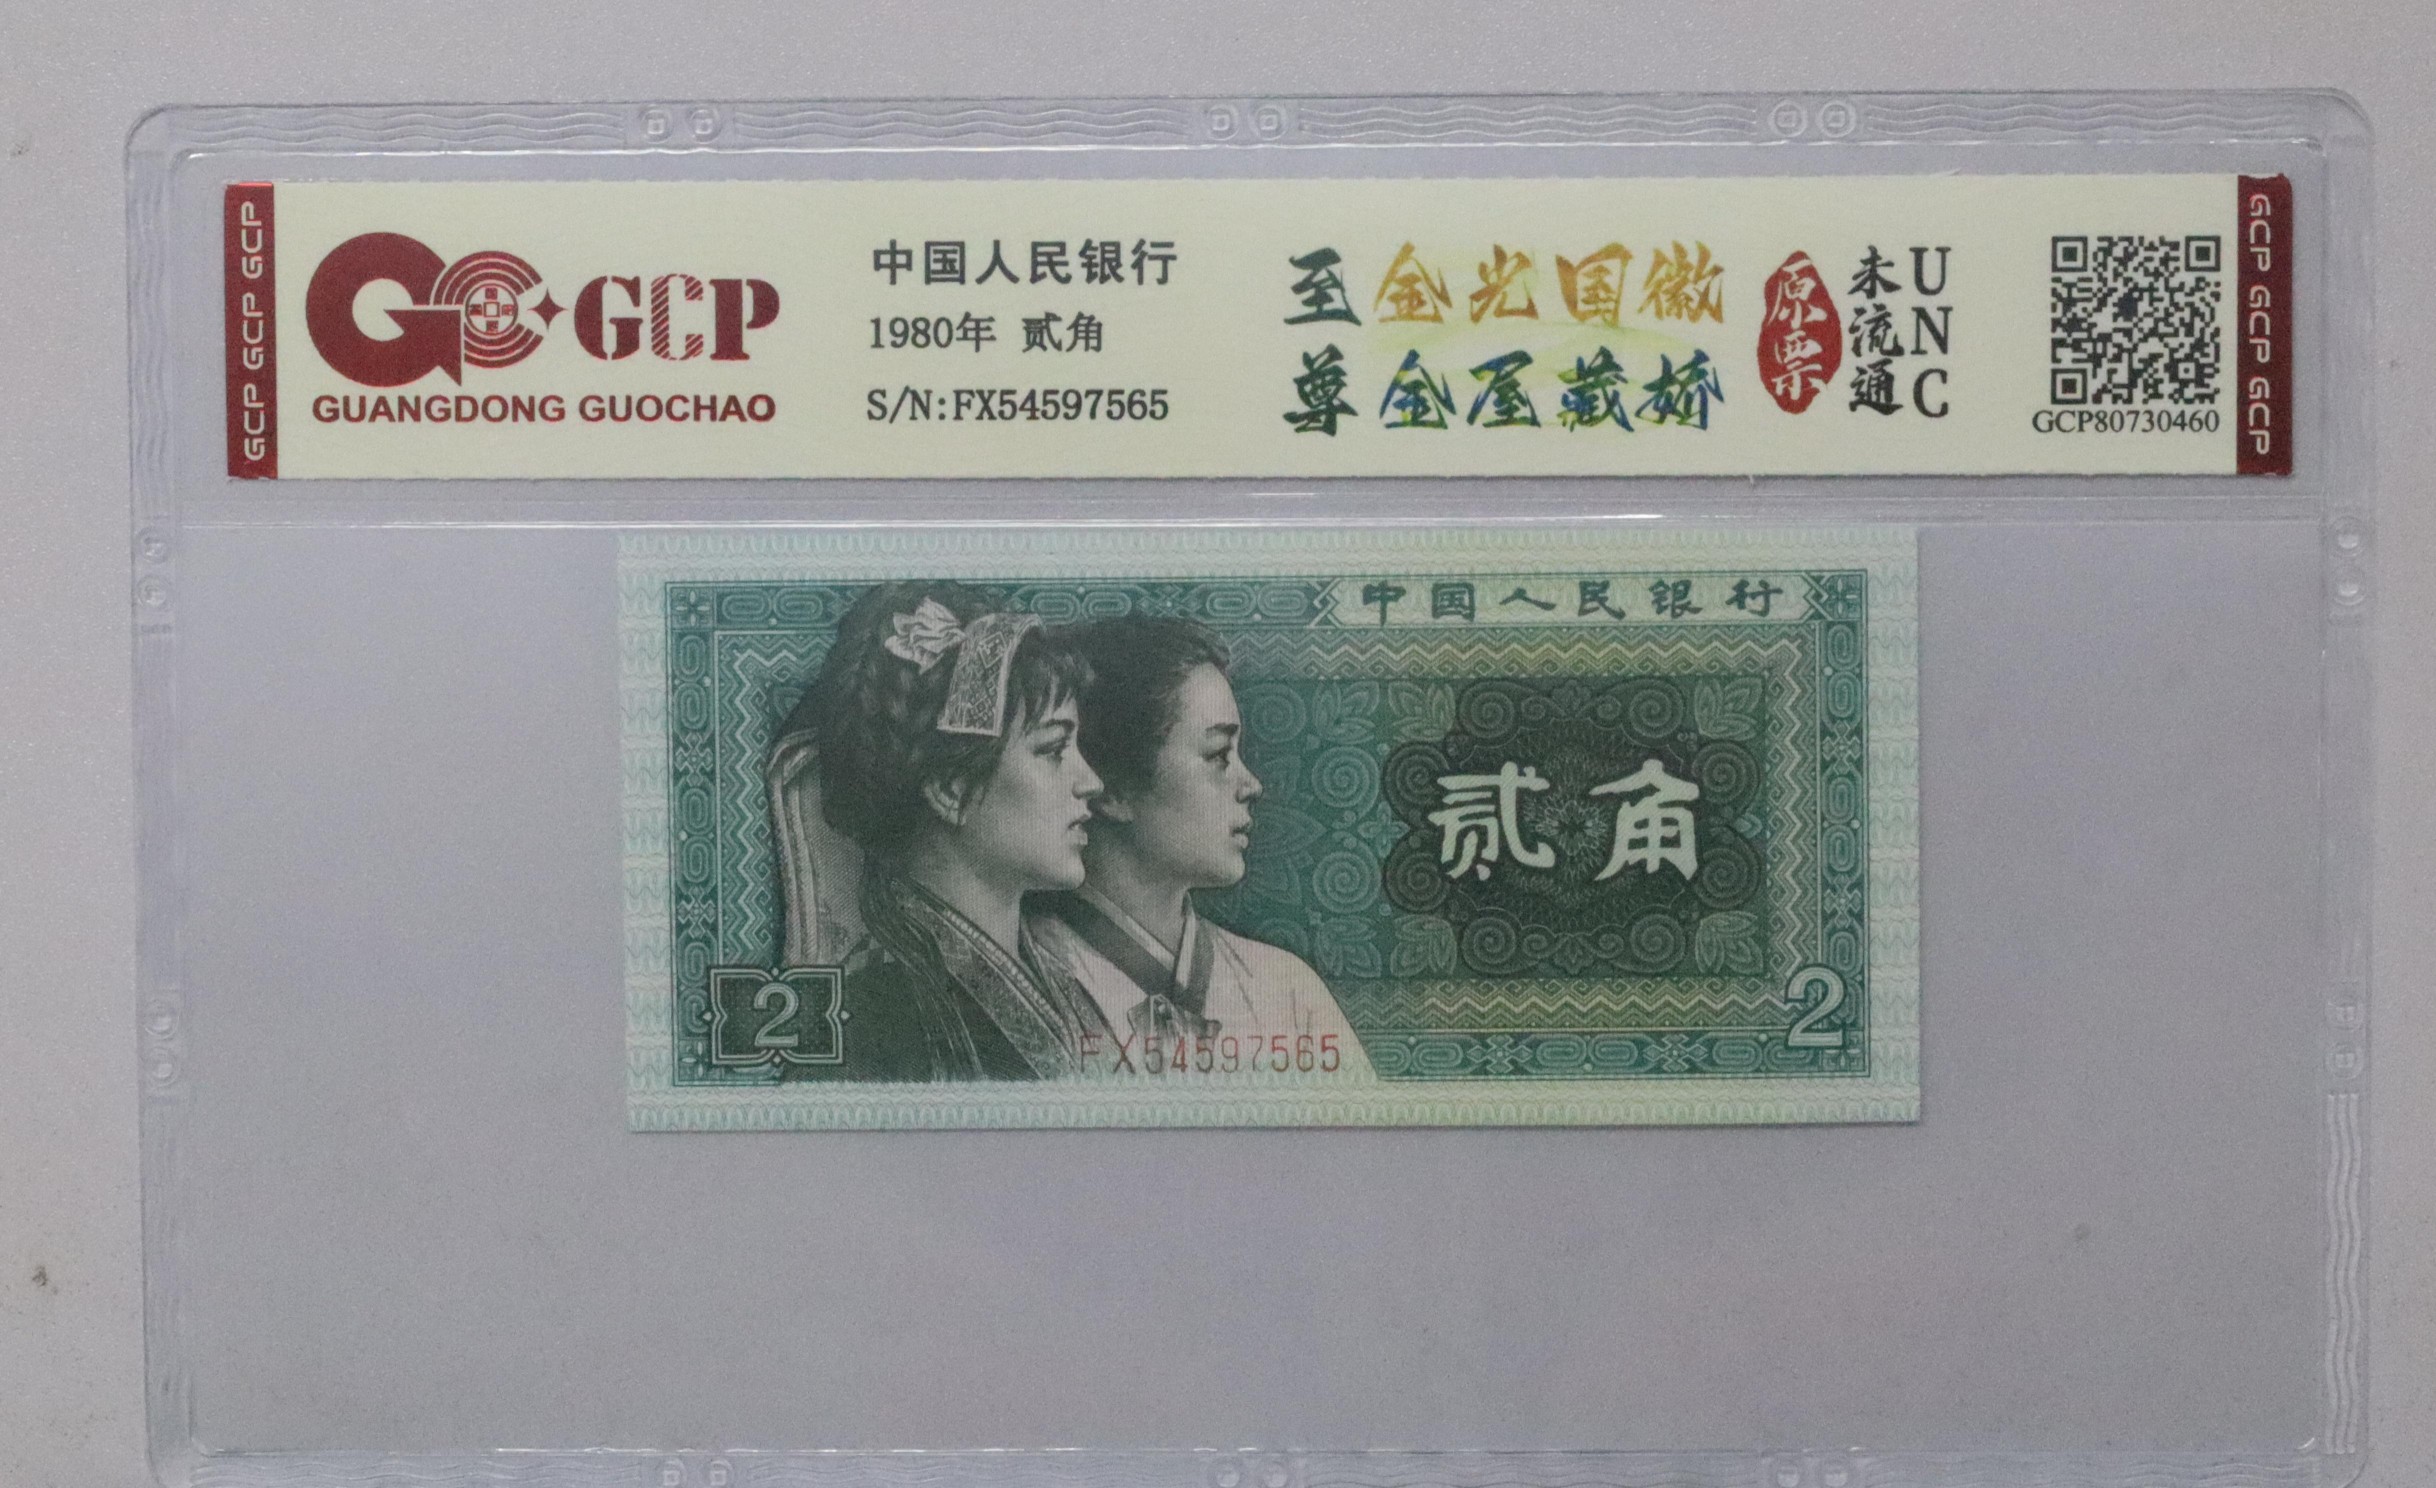 GCP GCP GCP
GCP
GUANGDONG GUOCHAO
中国人民银行
1980年 贰角
S/N:FX54597565
至尊
金光国徽
金屋藏娇
原票
未流通
UNC
GCP80730460
GCP GCP GCP
中国人民银行
贰角
2
FX54597565
2